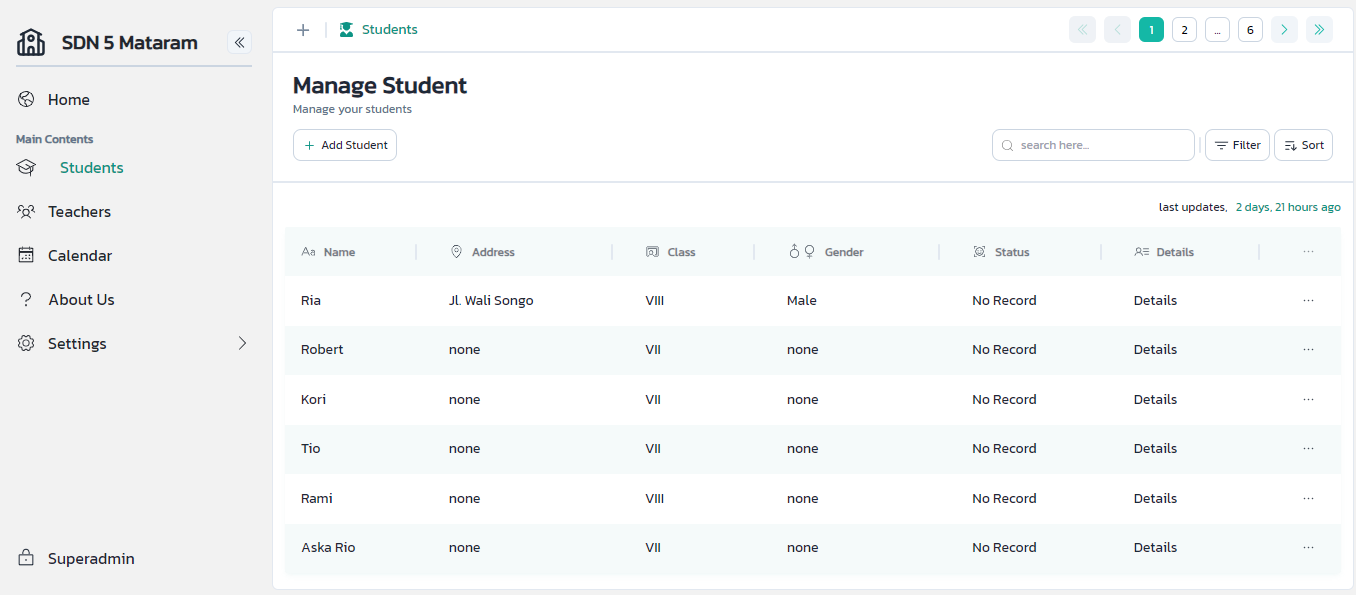 SDN 5 Mataram
Home
Main Contents
Students
Teachers
Calendar
About Us
Settings
Superadmin
Students
1 2 ... 6
Manage Student
Manage your students
Add Student
search here...
Filter
Sort
last updates, 2 days, 21 hours ago
Aa Name Address Class Gender Status Details ...
Ria Jl. Wali Songo VIII Male No Record Details ...
Robert none VII none No Record Details ...
Kori none VII none No Record Details ...
Tio none VII none No Record Details ...
Rami none VIII none No Record Details ...
Aska Rio none VII none No Record Details ...